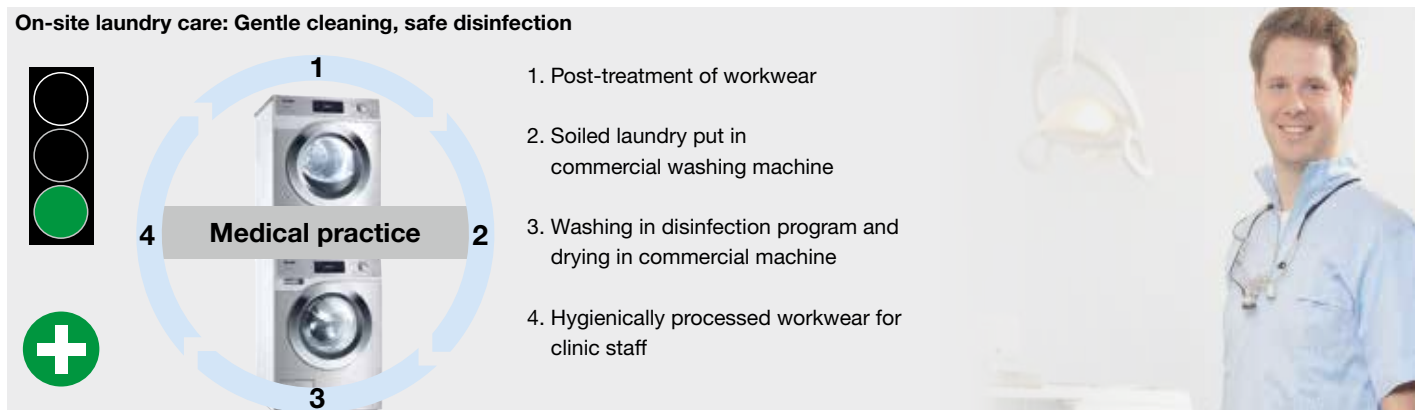 On-site laundry care: Gentle cleaning, safe disinfection
1
4
Medical practice
2
3
1. Post-treatment of workwear
2. Soiled laundry put in
commercial washing machine
3. Washing in disinfection program and
drying in commercial machine
4. Hygienically processed workwear for
clinic staff